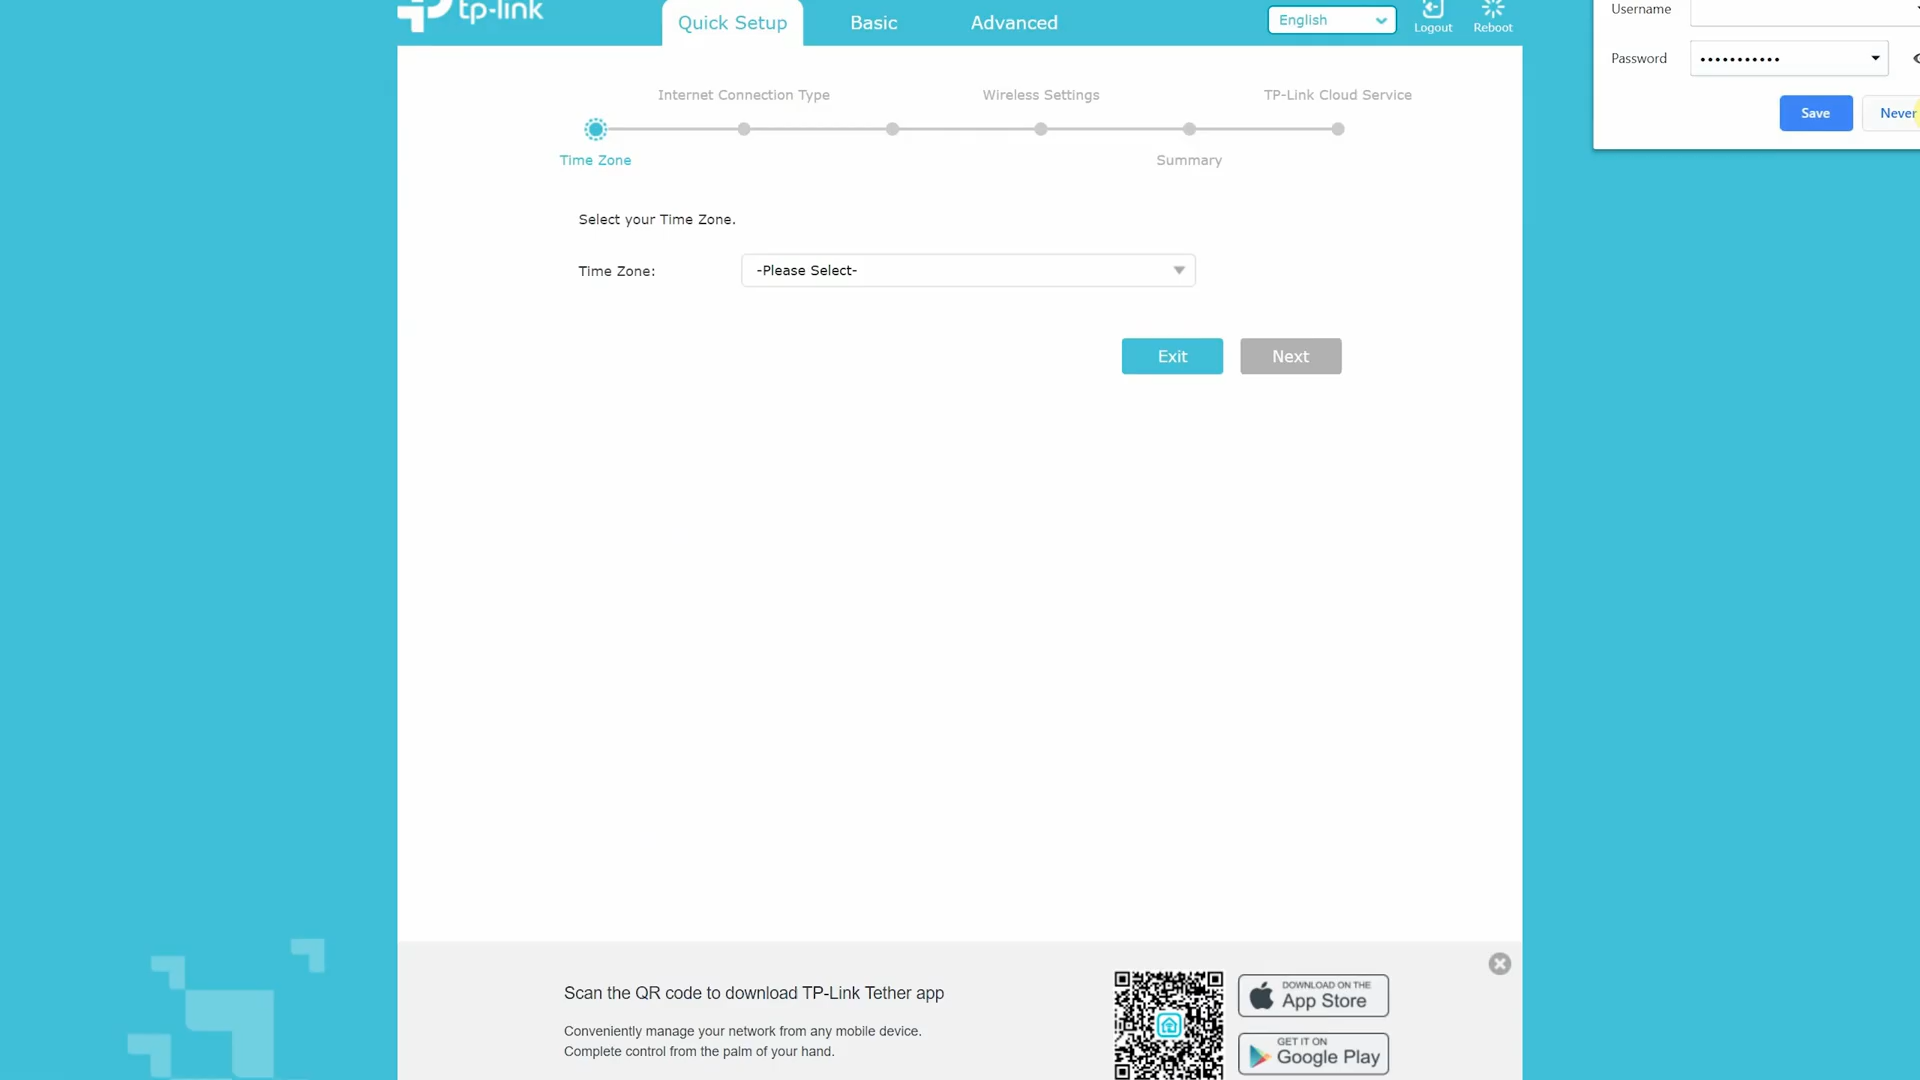 tp-link
Quick Setup
Basic
Advanced
English
Logout
Reboot
Username
Password
•••••••••••
Save
Never
Internet Connection Type
Wireless Settings
TP-Link Cloud Service
Time Zone
Summary
Select your Time Zone.
Time Zone:
-Please Select-
Exit
Next
Scan the QR code to download TP-Link Tether app
Conveniently manage your network from any mobile device.
Complete control from the palm of your hand.
DOWNLOAD ON THE
App Store
GET IT ON
Google Play